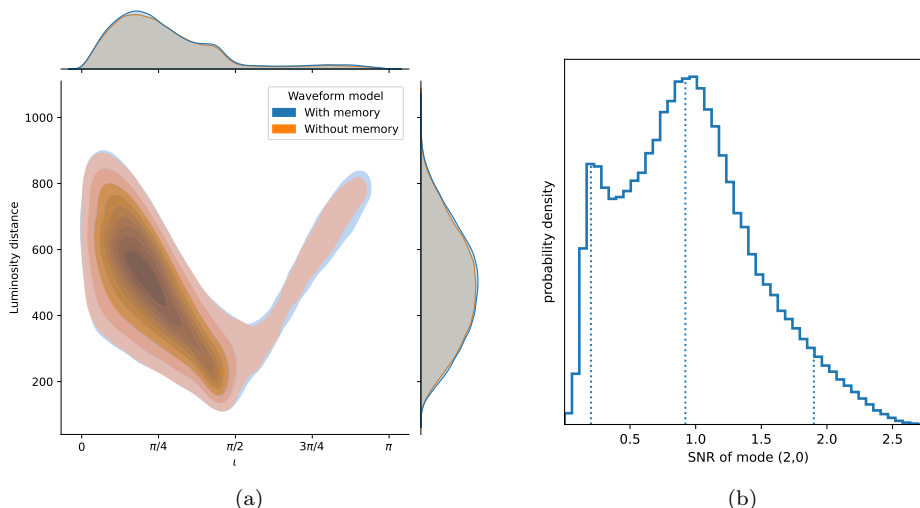 Waveform model
With memory
Without memory
Luminosity distance
1000
800
600
400
200
0
π/4
π/2
3π/4
π
ι
(a)
probability density
0.5
1.0
1.5
2.0
2.5
SNR of mode (2,0)
(b)